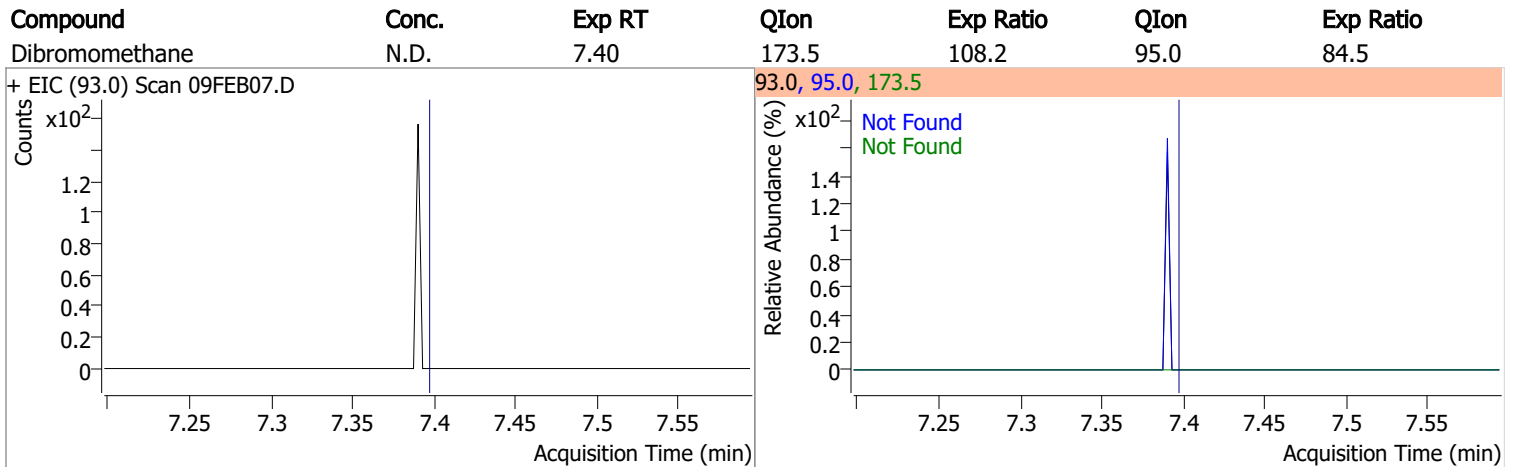 Compound Conc. Exp RT QIon Exp Ratio QIon Exp Ratio
Dibromomethane N.D. 7.40 173.5 108.2 95.0 84.5
+ EIC (93.0) Scan 09FEB07.D
Counts
x10²
1.2
1
0.8
0.6
0.4
0.2
0
7.25 7.3 7.35 7.4 7.45 7.5 7.55
Acquisition Time (min)
93.0, 95.0, 173.5
Relative Abundance (%)
x10²
Not Found
Not Found
1.4
1.2
1
0.8
0.6
0.4
0.2
0
7.25 7.3 7.35 7.4 7.45 7.5 7.55
Acquisition Time (min)